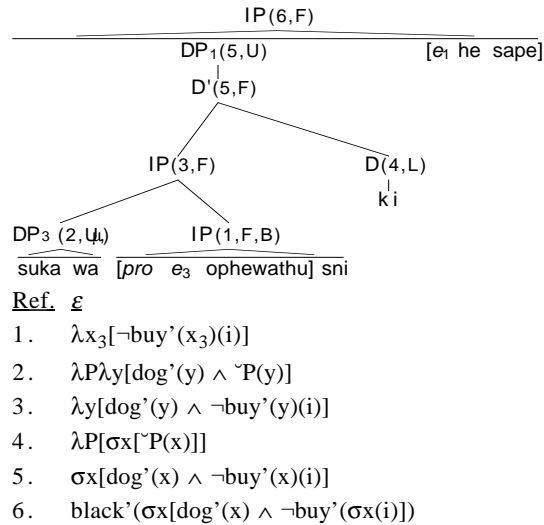 IP(6,F)
DP₁(5,U) [e₁ he sape]
D'(5,F)
IP(3,F) D(4,L)
ki
DP₃ (2,U,μ) IP(1,F,B)
suka wa [pro e₃ ophewathu] sni
Ref. ε
1. λx₃[¬buy'(x₃)(i)]
2. λPλy[dog'(y) ∧ ˇP(y)]
3. λy[dog'(y) ∧ ¬buy'(y)(i)]
4. λP[σx[ˇP(x)]]
5. σx[dog'(x) ∧ ¬buy'(x)(i)]
6. black'(σx[dog'(x) ∧ ¬buy'(σx(i)])